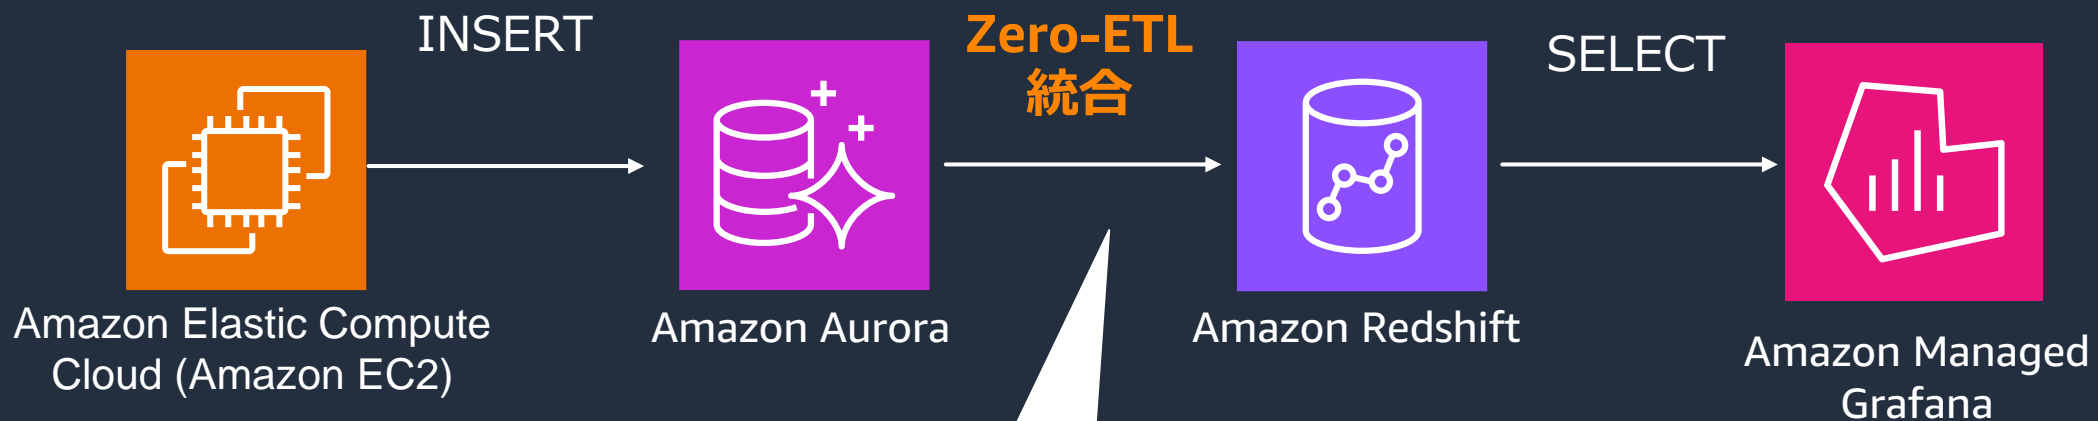 INSERT
Zero-ETL
統合
SELECT
Amazon Elastic Compute
Cloud (Amazon EC2)
Amazon Aurora
Amazon Redshift
Amazon Managed
Grafana